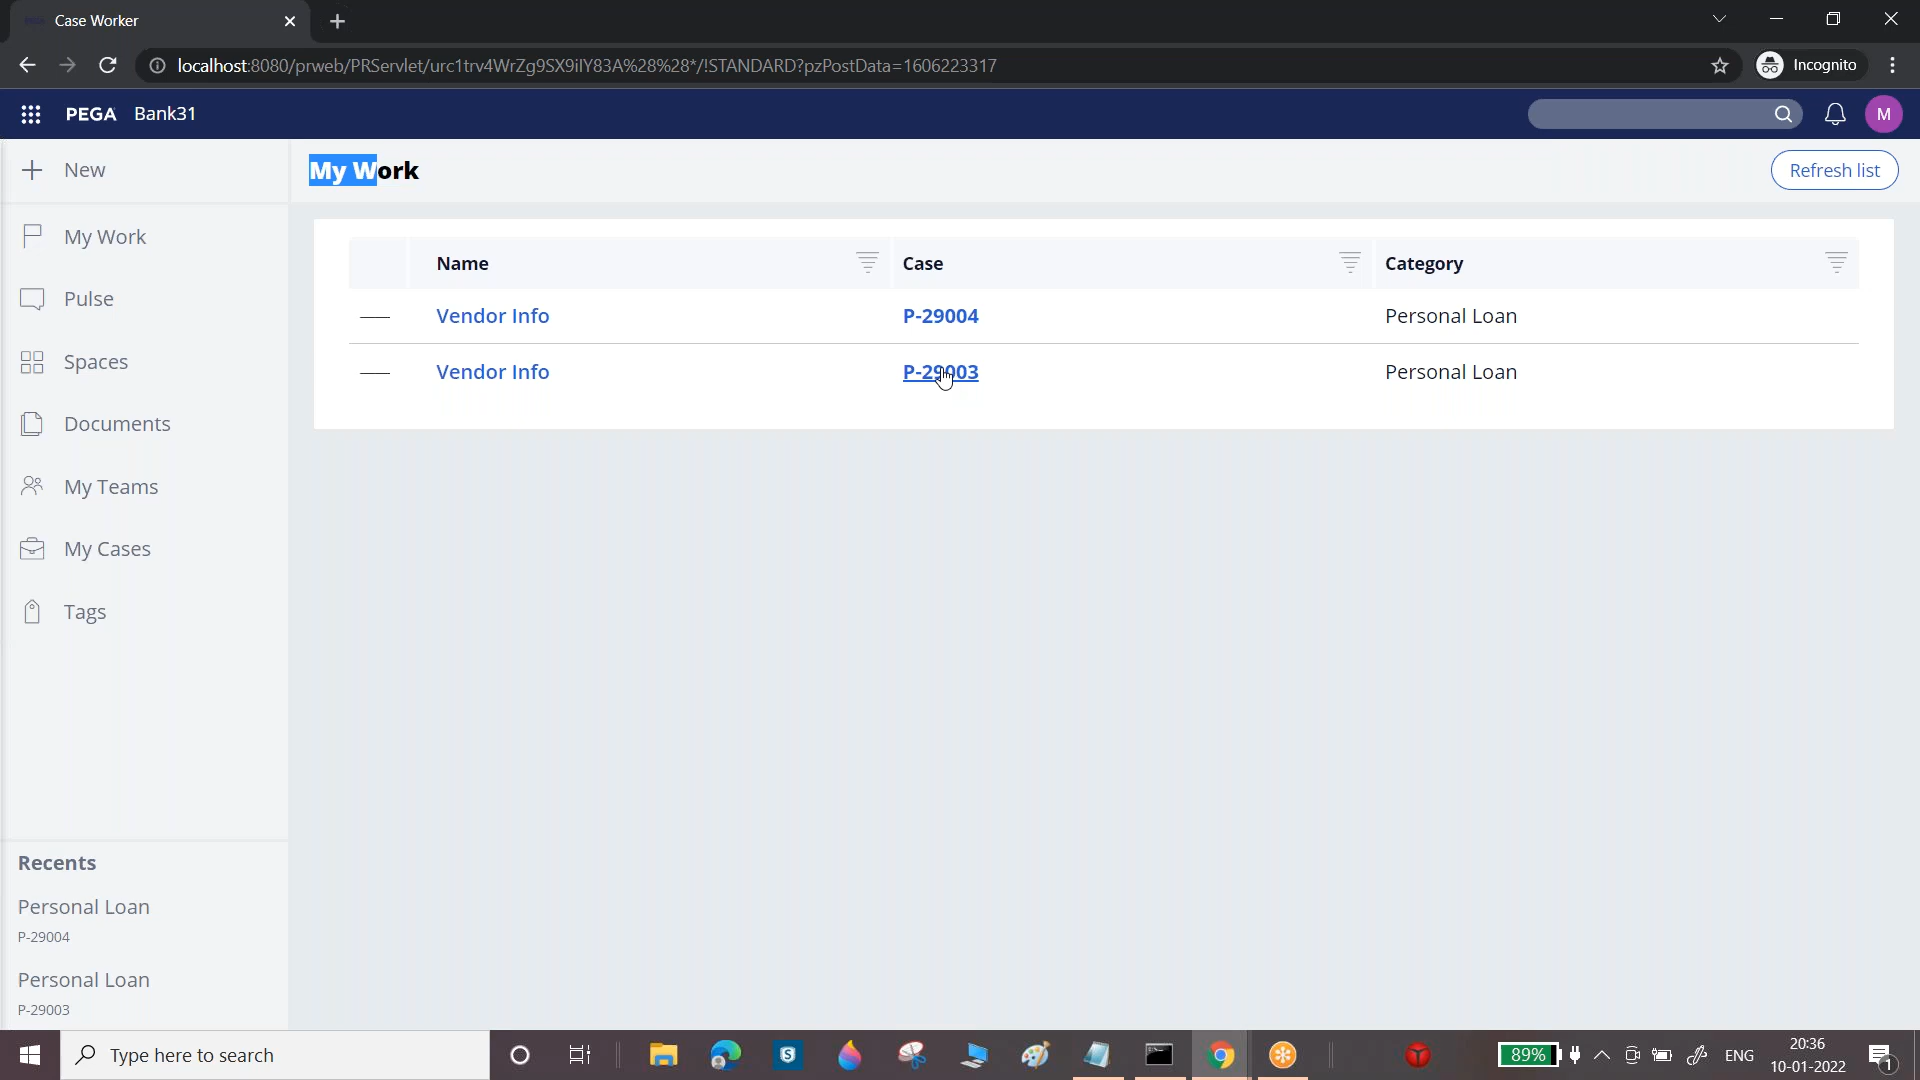 Case Worker
localhost:8080/prweb/PRServlet/urc1trv4WrZg9SX9iIY83A%28%28*/!STANDARD?pzPostData=1606223317
Incognito
PEGA Bank31
M
New
My Work
Refresh list
My Work
Pulse
Spaces
Documents
My Teams
My Cases
Tags
Name Case Category
Vendor Info P-29004 Personal Loan
Vendor Info P-29003 Personal Loan
Recents
Personal Loan
P-29004
Personal Loan
P-29003
Type here to search
89%
ENG
20:36
10-01-2022
1